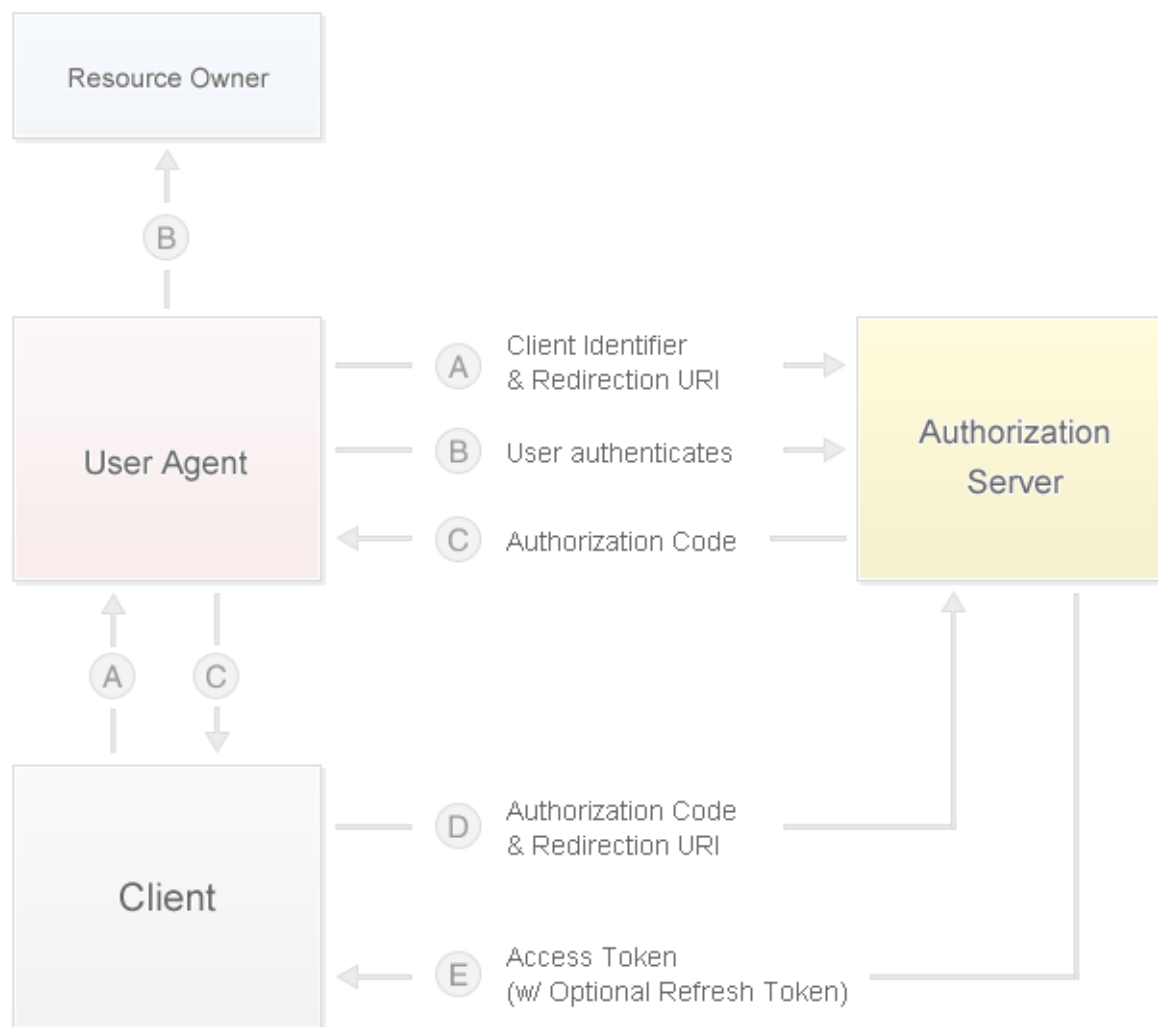 Resource Owner
B
A
Client Identifier
& Redirection URI
User Agent
B
User authenticates
Authorization
Server
C
Authorization Code
A
C
Client
D
Authorization Code
& Redirection URI
E
Access Token
(w/ Optional Refresh Token)